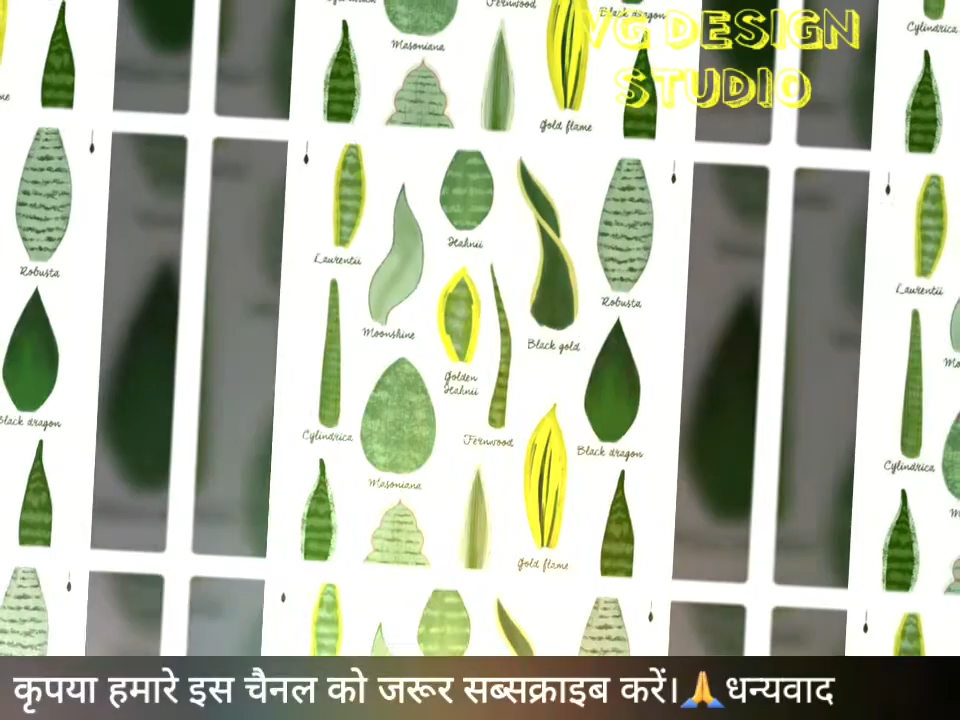 Fernwood
Black dragon
Cylindrica
Masoniana
VG DESIGN
STUDIO
Gold flame
Hahnii
Laurentii
Robusta
Robusta
Laurentii
Moonshine
Black gold
Golden
Hahnii
Black dragon
Cylindrica
Fernwood
Black dragon
Cylindrica
Masoniana
Gold flame
कृपया हमारे इस चैनल को जरूर सब्सक्राइब करें।🙏धन्यवाद